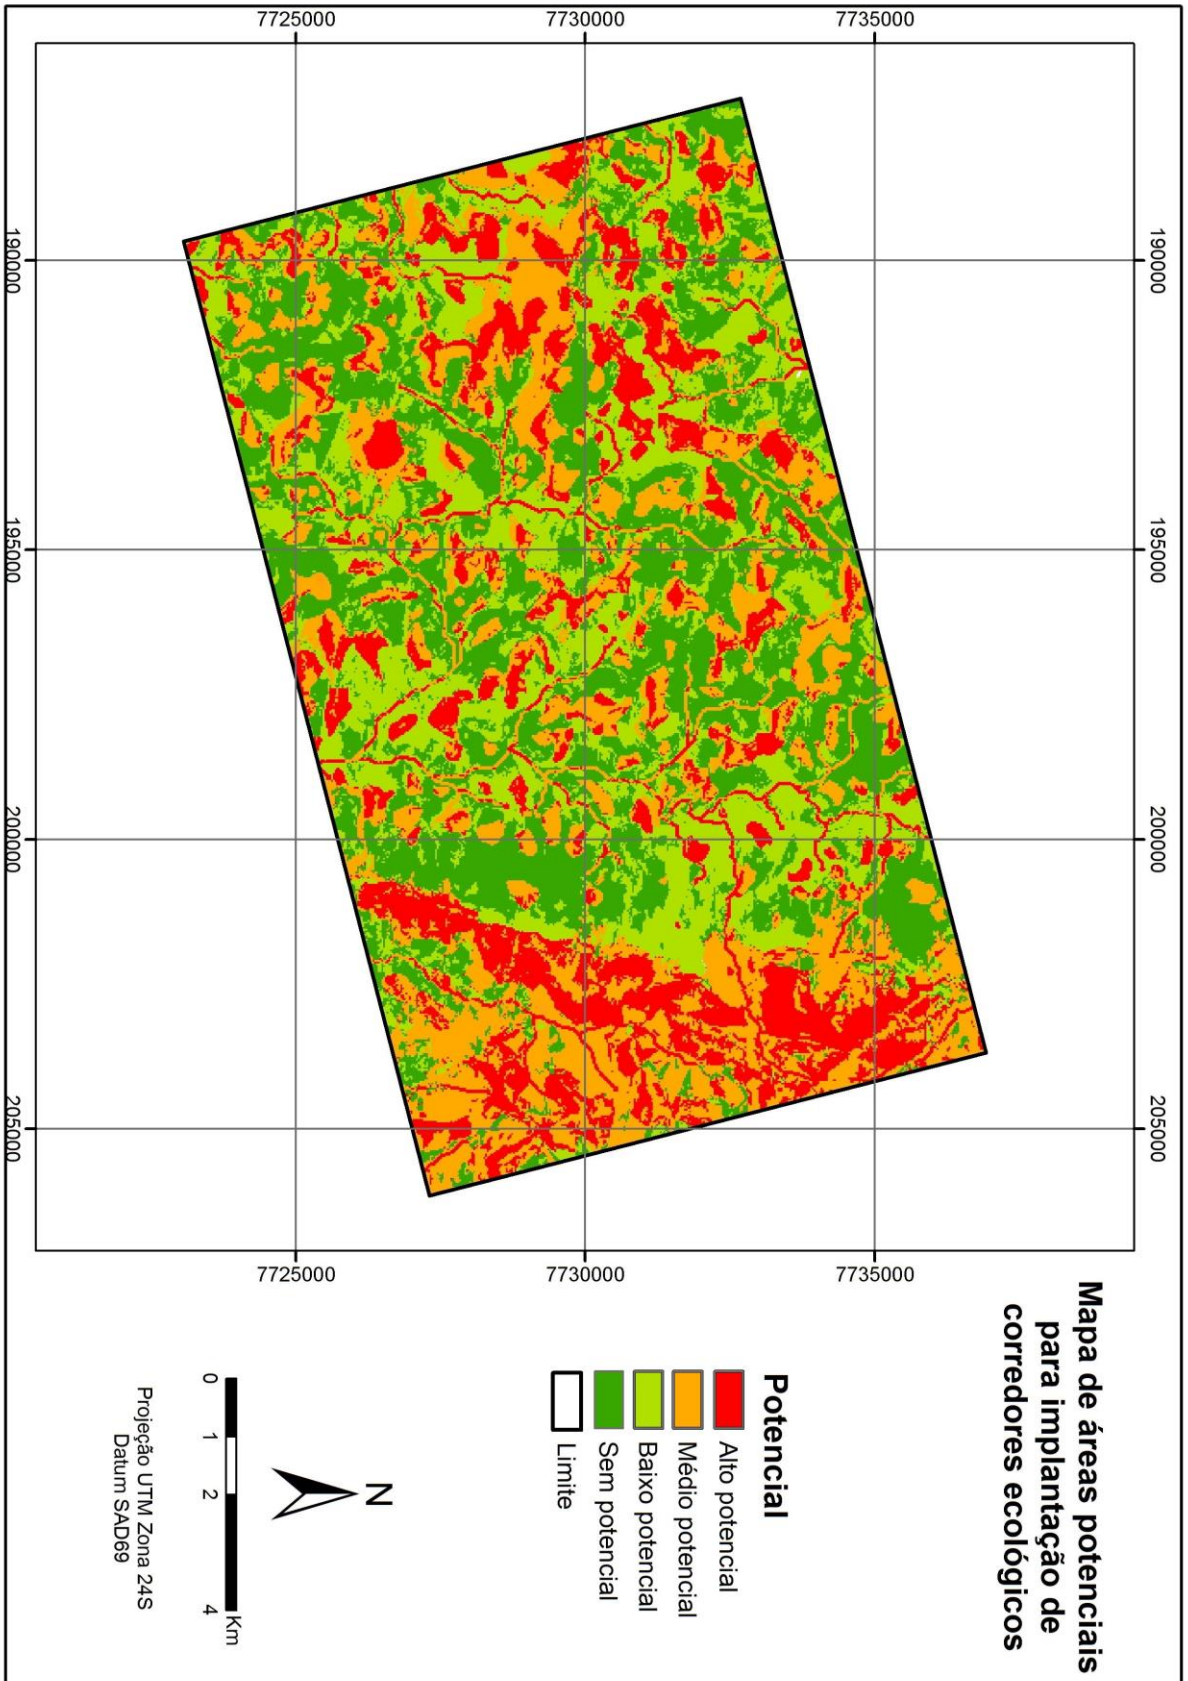 Mapa de áreas potenciais
para implantação de
corredores ecológicos
Potencial
Alto potencial
Médio potencial
Baixo potencial
Sem potencial
Limite
N
0 1 2 4
Km
Projeção UTM Zona 24S
Datum SAD69
190000 195000 200000 205000
7735000 7735000
7730000 7730000
7725000 7725000
190000 195000 200000 205000